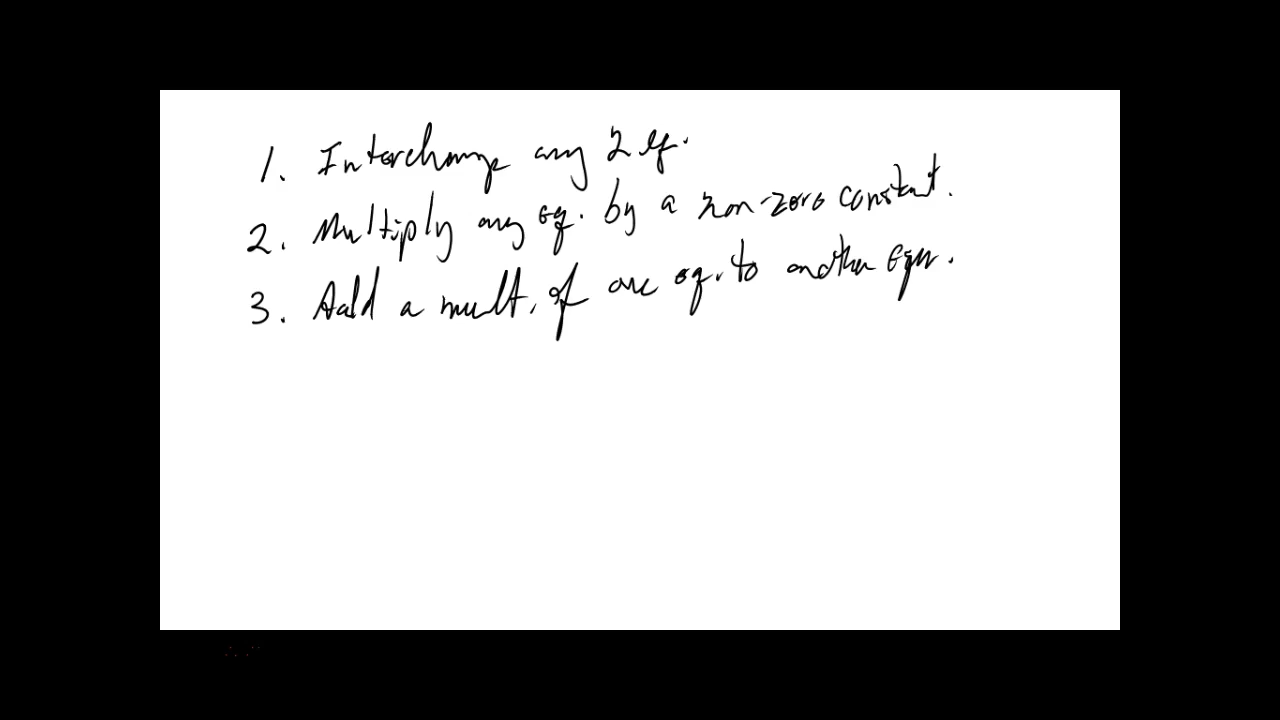 1. Interchange any 2 eq.
2. Multiply any eq. by a non-zero constant.
3. Add a mult. of one eq. to another eqn.